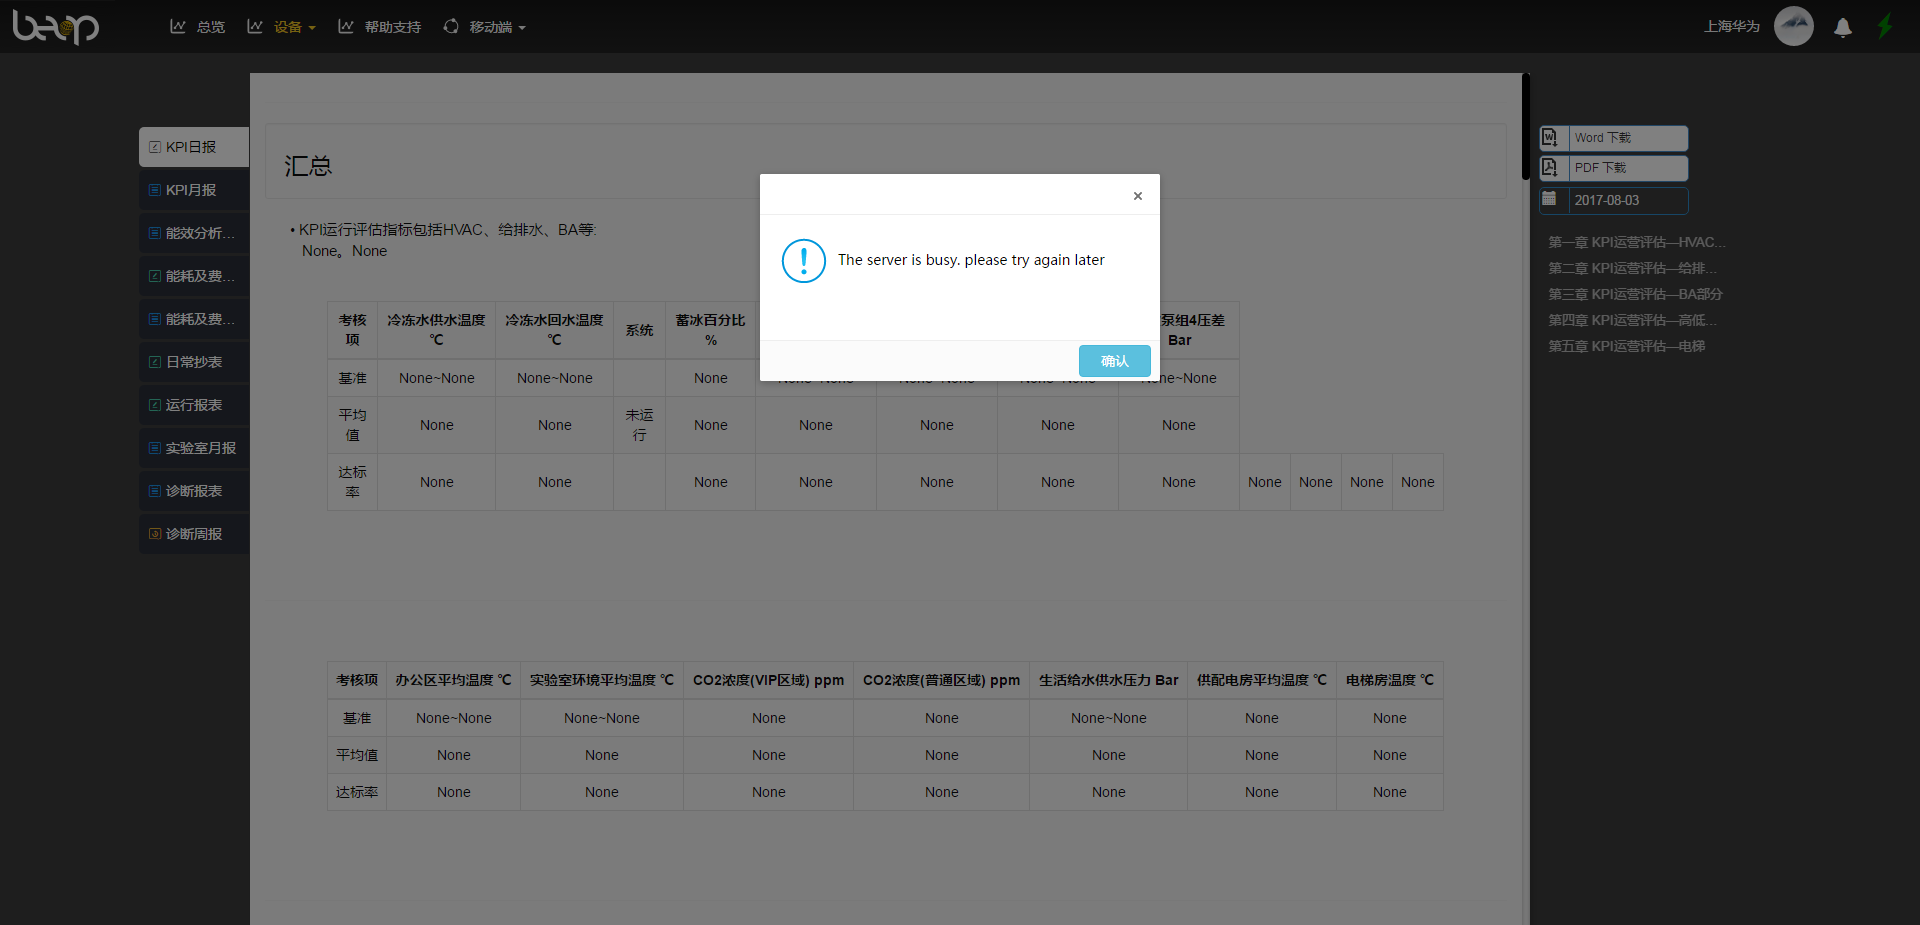 beop
总览
设备
帮助支持
移动端
上海华为
KPI日报
KPI月报
能效分析...
能耗及费...
能耗及费...
日常抄表
运行报表
实验室月报
诊断报表
诊断周报
汇总
• KPI运行评估指标包括HVAC、给排水、BA等:
None。None
考核项 冷冻水供水温度 ℃ 冷冻水回水温度 ℃ 系统 蓄冰百分比 % 泵组4压差 Bar
基准 None~None None~None None None~None None~None None~None None~None
平均值 None None 未运行 None None None None None
达标率 None None None None None None None None None None None
×
The server is busy. please try again later
确认
考核项 办公区平均温度 ℃ 实验室环境平均温度 ℃ CO2浓度(VIP区域) ppm CO2浓度(普通区域) ppm 生活给水供水压力 Bar 供配电房平均温度 ℃ 电梯房温度 ℃
基准 None~None None~None None None None~None None None
平均值 None None None None None None None
达标率 None None None None None None None
Word 下载
PDF 下载
2017-08-03
第一章 KPI运营评估—HVAC...
第二章 KPI运营评估—给排...
第三章 KPI运营评估—BA部分
第四章 KPI运营评估—高低...
第五章 KPI运营评估—电梯